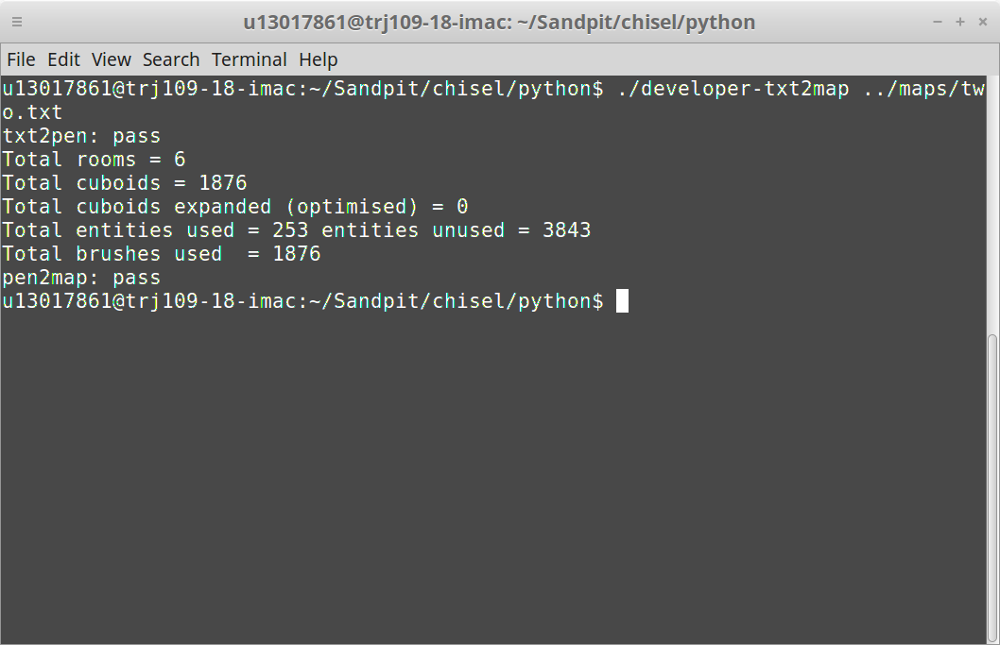 u13017861@trj109-18-imac: ~/Sandpit/chisel/python
File Edit View Search Terminal Help
u13017861@trj109-18-imac:~/Sandpit/chisel/python$ ./developer-txt2map ../maps/tw
o.txt
txt2pen: pass
Total rooms = 6
Total cuboids = 1876
Total cuboids expanded (optimised) = 0
Total entities used = 253 entities unused = 3843
Total brushes used  = 1876
pen2map: pass
u13017861@trj109-18-imac:~/Sandpit/chisel/python$